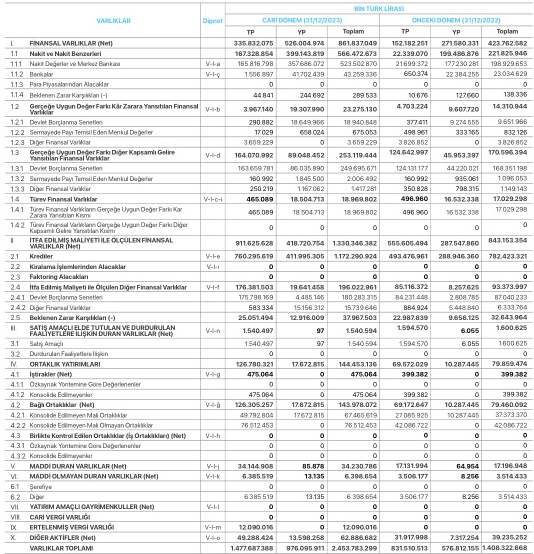 BİN TÜRK LİRASI
VARLIKLAR Dipnot CARİ DÖNEM (31/12/2023) ÖNCEKİ DÖNEM (31/12/2022)
TP YP Toplam TP YP Toplam
I. FİNANSAL VARLIKLAR (Net) 335.832.075 526.004.974 861.837.049 152.182.251 271.580.331 423.762.582
1.1 Nakit ve Nakit Benzerleri 167.328.854 399.143.819 566.472.673 22.339.070 199.486.876 221.825.946
1.1.1 Nakit Değerler ve Merkez Bankası V-I-a 165.816.798 357.686.072 523.502.870 21.699.372 177.230.281 198.929.653
1.1.2 Bankalar V-I-ç 1.556.897 41.702.439 43.259.336 650.374 22.384.255 23.034.629
1.1.3 Para Piyasalarından Alacaklar 0 0 0 0 0 0
1.1.4 Beklenen Zarar Karşılıkları (-) 44.841 244.692 289.533 10.676 127.660 138.336
1.2 Gerçeğe Uygun Değer Farkı Kâr Zarara Yansıtılan Finansal
Varlıklar V-I-b 3.967.140 19.307.990 23.275.130 4.703.224 9.607.720 14.310.944
1.2.1 Devlet Borçlanma Senetleri 290.882 18.649.966 18.940.848 377.411 9.274.555 9.651.966
1.2.2 Sermayede Payı Temsil Eden Menkul Değerler 17.029 658.024 675.053 498.961 333.165 832.126
1.2.3 Diğer Finansal Varlıklar 3.659.229 0 3.659.229 3.826.852 0 3.826.852
1.3 Gerçeğe Uygun Değer Farkı Diğer Kapsamlı Gelire
Yansıtılan Finansal Varlıklar V-I-d 164.070.992 89.048.452 253.119.444 124.642.997 45.953.397 170.596.394
1.3.1 Devlet Borçlanma Senetleri 163.659.781 86.035.890 249.695.671 124.131.177 44.220.021 168.351.198
1.3.2 Sermayede Payı Temsil Eden Menkul Değerler 160.992 1.845.500 2.006.492 160.992 935.061 1.096.053
1.3.3 Diğer Finansal Varlıklar 250.219 1.167.062 1.417.281 350.828 798.315 1.149.143
1.4 Türev Finansal Varlıklar V-I-c-i 465.089 18.504.713 18.969.802 496.960 16.532.338 17.029.298
1.4.1 Türev Finansal Varlıkların Gerçeğe Uygun Değer Farkı Kar
Zarara Yansıtılan Kısmı 465.089 18.504.713 18.969.802 496.960 16.532.338 17.029.298
1.4.2 Türev Finansal Varlıkların Gerçeğe Uygun Değer Farkı Diğer
Kapsamlı Gelire Yansıtılan Kısmı 0 0 0 0 0 0
II. İTFA EDİLMİŞ MALİYETİ İLE ÖLÇÜLEN FİNANSAL
VARLIKLAR (Net) 911.625.628 418.720.754 1.330.346.382 555.605.494 287.547.860 843.153.354
2.1 Krediler V-I-e 760.295.619 411.995.305 1.172.290.924 493.476.861 288.946.360 782.423.321
2.2 Kiralama İşlemlerinden Alacaklar V-I-ı 0 0 0 0 0 0
2.3 Faktoring Alacakları 0 0 0 0 0 0
2.4 İtfa Edilmiş Maliyeti ile Ölçülen Diğer Finansal Varlıklar V-I-f 176.381.503 19.641.458 196.022.961 85.116.372 8.257.625 93.373.997
2.4.1 Devlet Borçlanma Senetleri 175.798.169 4.485.146 180.283.315 84.231.448 2.808.785 87.040.233
2.4.2 Diğer Finansal Varlıklar 583.334 15.156.312 15.739.646 884.924 5.448.840 6.333.764
2.5 Beklenen Zarar Karşılıkları (-) 25.051.494 12.916.009 37.967.503 22.987.839 9.656.125 32.643.964
III. SATIŞ AMAÇLI ELDE TUTULAN VE DURDURULAN
FAALİYETLERE İLİŞKİN DURAN VARLIKLAR (Net) V-I-n 1.540.497 97 1.540.594 1.594.570 6.055 1.600.625
3.1 Satış Amaçlı 1.540.497 97 1.540.594 1.594.570 6.055 1.600.625
3.2 Durdurulan Faaliyetlere İlişkin 0 0 0 0 0 0
IV. ORTAKLIK YATIRIMLARI 126.780.321 17.672.815 144.453.136 69.572.029 10.287.445 79.859.474
4.1 İştirakler (Net) V-I-g 475.064 0 475.064 399.382 0 399.382
4.1.1 Özkaynak Yöntemine Göre Değerlenenler 0 0 0 0 0 0
4.1.2 Konsolide Edilmeyenler 475.064 0 475.064 399.382 0 399.382
4.2 Bağlı Ortaklıklar (Net) V-I-ğ 126.305.257 17.672.815 143.978.072 69.172.647 10.287.445 79.460.092
4.2.1 Konsolide Edilmeyen Mali Ortaklıklar 49.792.804 17.672.815 67.465.619 27.085.925 10.287.445 37.373.370
4.2.2 Konsolide Edilmeyen Mali Olmayan Ortaklıklar 76.512.453 0 76.512.453 42.086.722 0 42.086.722
4.3 Birlikte Kontrol Edilen Ortaklıklar (İş Ortaklıkları) (Net) V-I-h 0 0 0 0 0 0
4.3.1 Özkaynak Yöntemine Göre Değerlenenler 0 0 0 0 0 0
4.3.2 Konsolide Edilmeyenler 0 0 0 0 0 0
V. MADDİ DURAN VARLIKLAR (Net) V-I-j 34.144.908 85.878 34.230.786 17.131.994 64.954 17.196.948
VI. MADDİ OLMAYAN DURAN VARLIKLAR (Net) V-I-k 6.385.519 13.135 6.398.654 3.506.177 8.256 3.514.433
6.1 Şerefiye 0 0 0 0 0 0
6.2 Diğer 6.385.519 13.135 6.398.654 3.506.177 8.256 3.514.433
VII. YATIRIM AMAÇLI GAYRİMENKULLER (Net) V-I-l 0 0 0 0 0 0
VIII. CARİ VERGİ VARLIĞI 0 0 0 0 0 0
IX. ERTELENMİŞ VERGİ VARLIĞI V-I-m 12.090.016 0 12.090.016 0 0 0
X. DİĞER AKTİFLER (Net) V-I-o 49.288.424 13.598.258 62.886.682 31.917.998 7.317.254 39.235.252
VARLIKLAR TOPLAMI 1.477.687.388 976.095.911 2.453.783.299 831.510.513 576.812.155 1.408.322.668